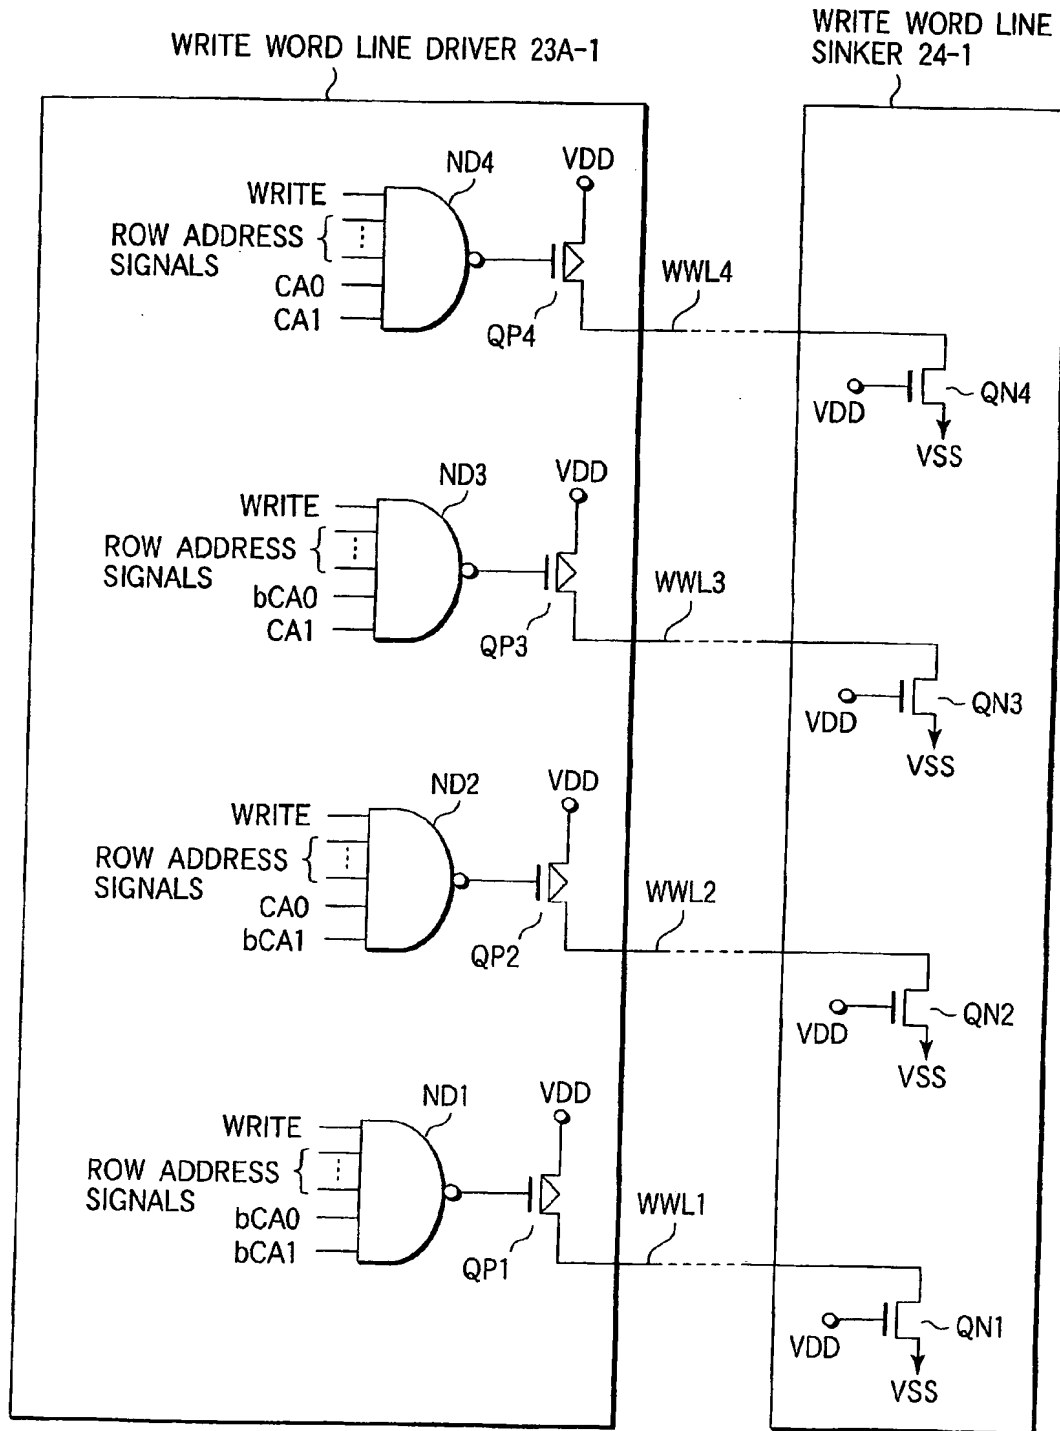 WRITE WORD LINE DRIVER 23A-1
WRITE WORD LINE
SINKER 24-1
ND4
VDD
WRITE
ROW ADDRESS
SIGNALS
CA0
CA1
QP4
WWL4
VDD
QN4
VSS
ND3
VDD
WRITE
ROW ADDRESS
SIGNALS
bCA0
CA1
QP3
WWL3
VDD
QN3
VSS
ND2
VDD
WRITE
ROW ADDRESS
SIGNALS
CA0
bCA1
QP2
WWL2
VDD
QN2
VSS
ND1
VDD
WRITE
ROW ADDRESS
SIGNALS
bCA0
bCA1
QP1
WWL1
VDD
QN1
VSS